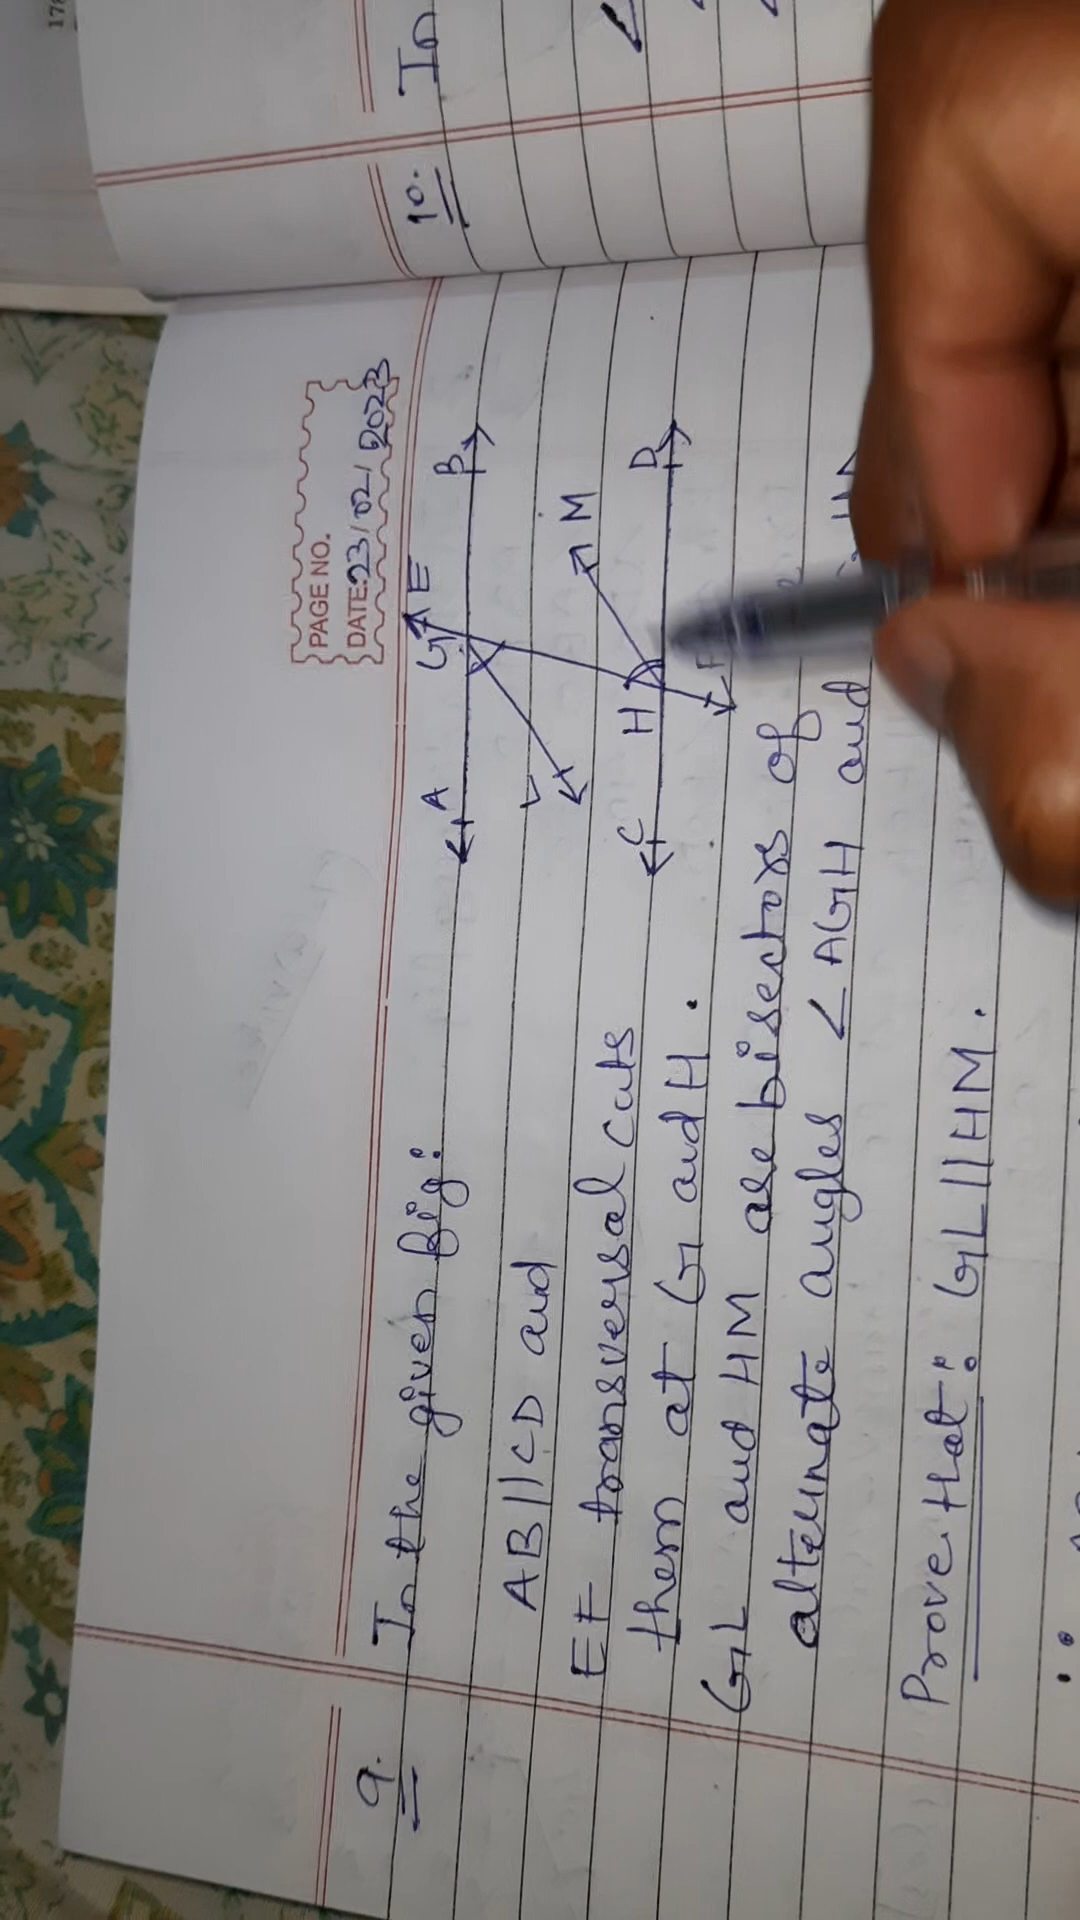 PAGE NO.
DATE: 23/02/2023
9. In the given fig:
AB||CD and
EF transversal cuts
them at G and H.
GL and HM are bisectors of
alternate angles ∠AGH and
Prove that: GL||HM.
A G E B
L M
C H D
F
10. In